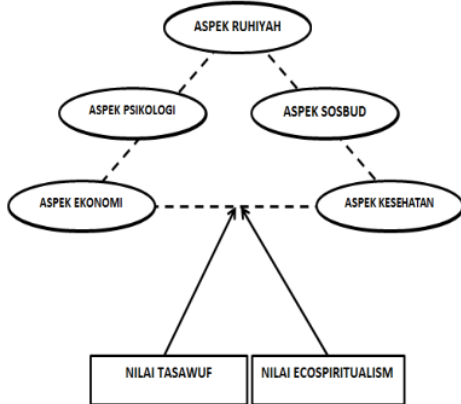 ASPEK RUHIYAH
ASPEK PSIKOLOGI
ASPEK SOSBUD
ASPEK EKONOMI
ASPEK KESEHATAN
NILAI TASAWUF
NILAI ECOSPIRITUALISM